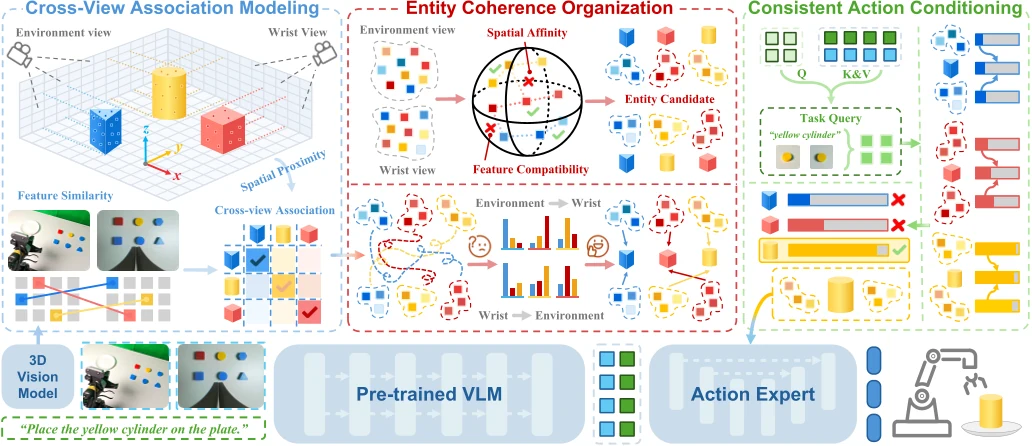 Cross-View Association Modeling
Environment view
Wrist View
z
y
x
Spatial Proximity
Feature Similarity
Cross-view Association
Entity Coherence Organization
Environment view
Spatial Affinity
Entity Candidate
Wrist view
Feature Compatibility
Environment
Wrist
Wrist
Environment
Consistent Action Conditioning
Q
K&V
Task Query
"yellow cylinder"
3D
Vision
Model
"Place the yellow cylinder on the plate."
Pre-trained VLM
Action Expert